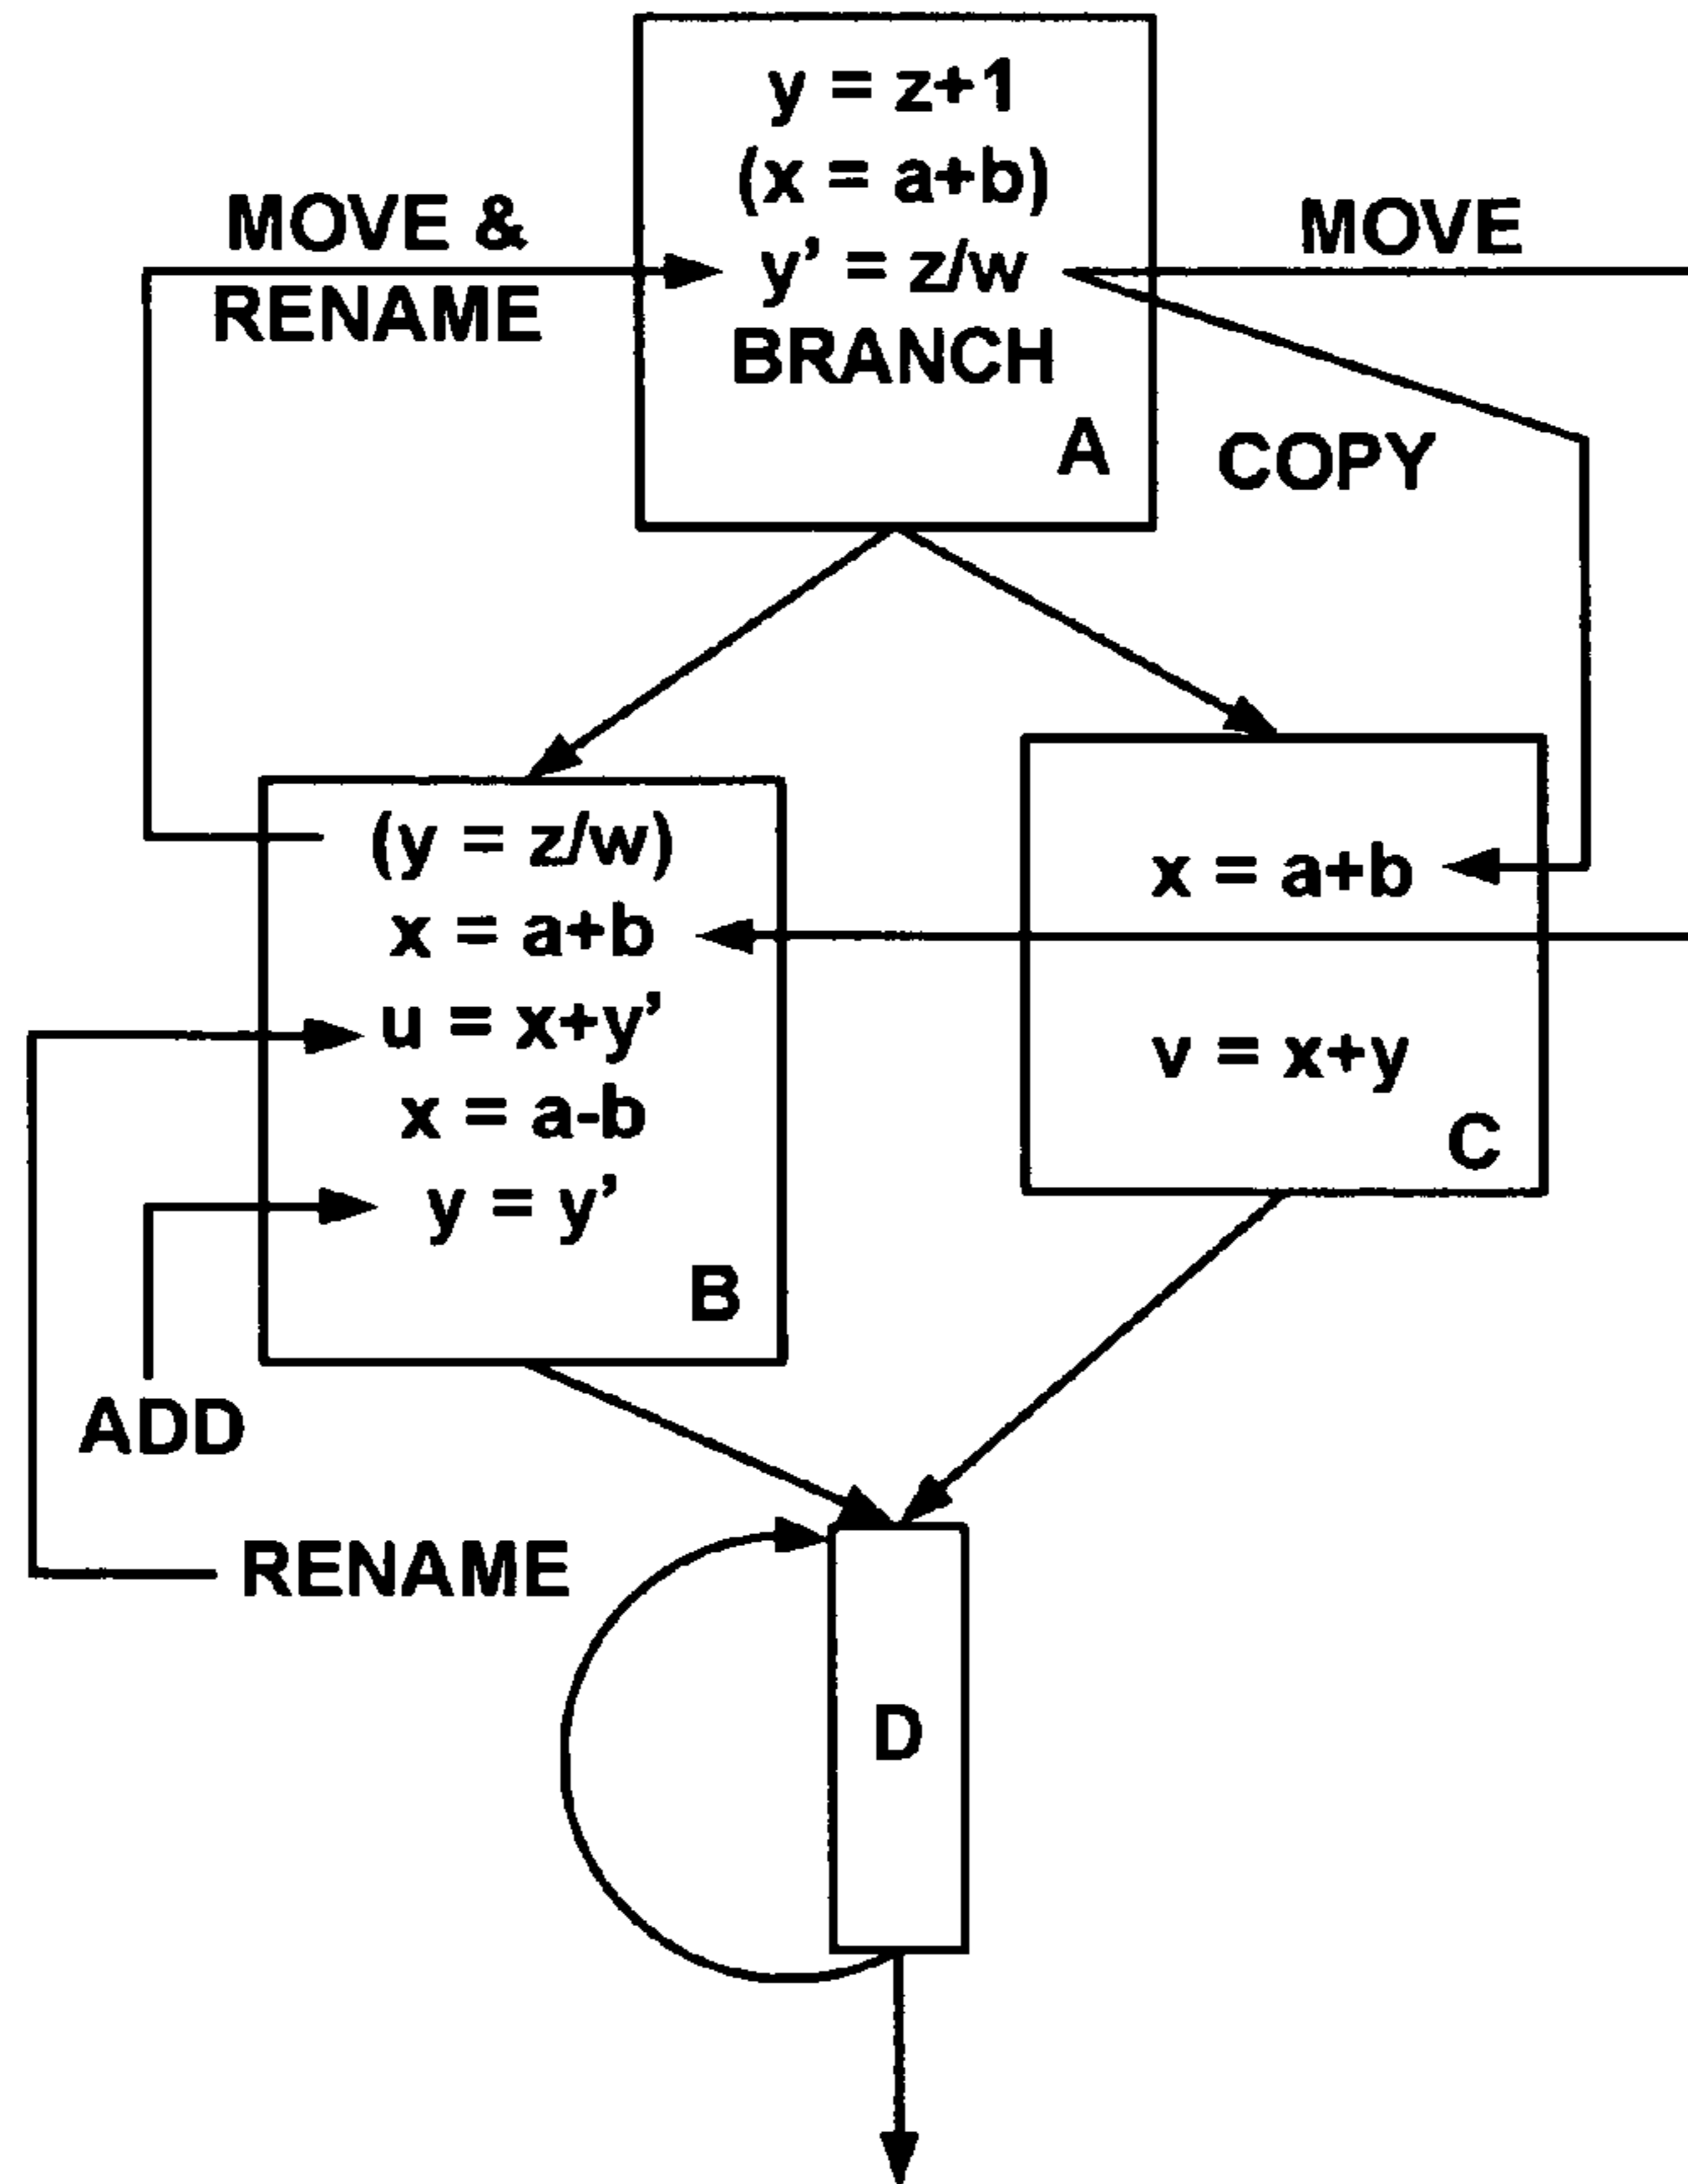 y = z+1
(x = a+b)
y’ = z/w
BRANCH
A
MOVE &
RENAME
MOVE
COPY
(y = z/w)
x = a+b
u = x+y’
x = a-b
y = y’
B
x = a+b
v = x+y
C
ADD
RENAME
D